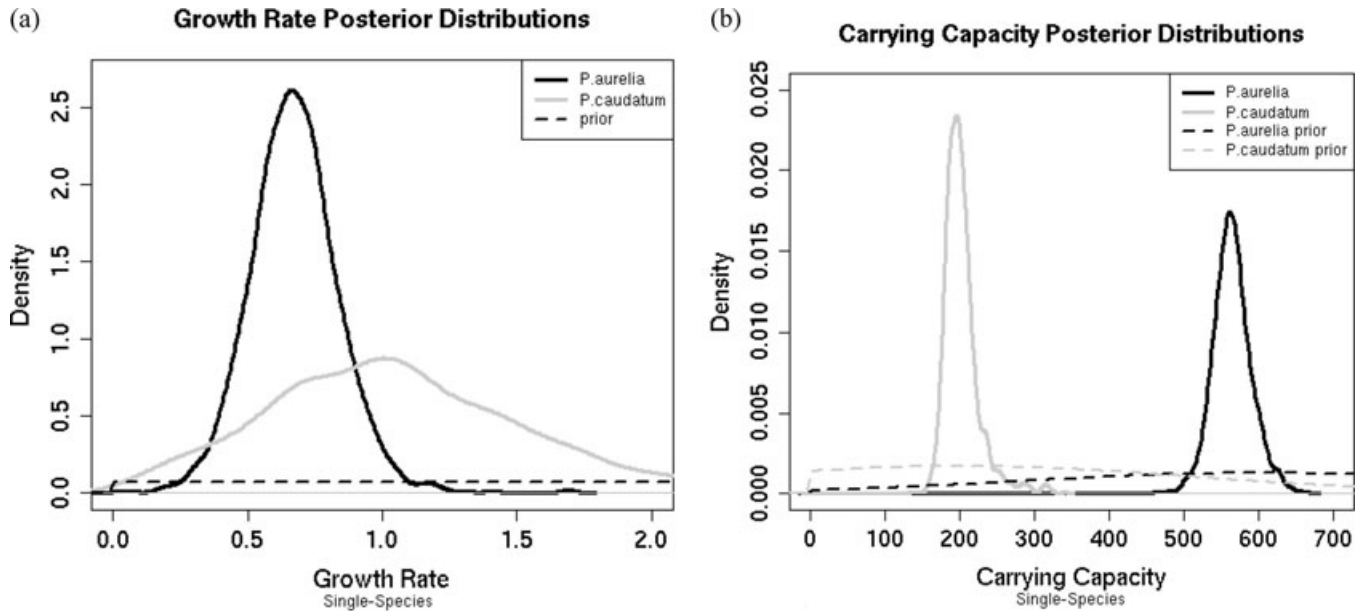 (a)
Growth Rate Posterior Distributions
P.aurelia
P.caudatum
prior
Density
2.5
2.0
1.5
1.0
0.5
0.0
0.0 0.5 1.0 1.5 2.0
Growth Rate
Single-Species
(b)
Carrying Capacity Posterior Distributions
P.aurelia
P.caudatum
P.aurelia prior
P.caudatum prior
Density
0.025
0.020
0.015
0.010
0.005
0.000
0 100 200 300 400 500 600 700
Carrying Capacity
Single-Species